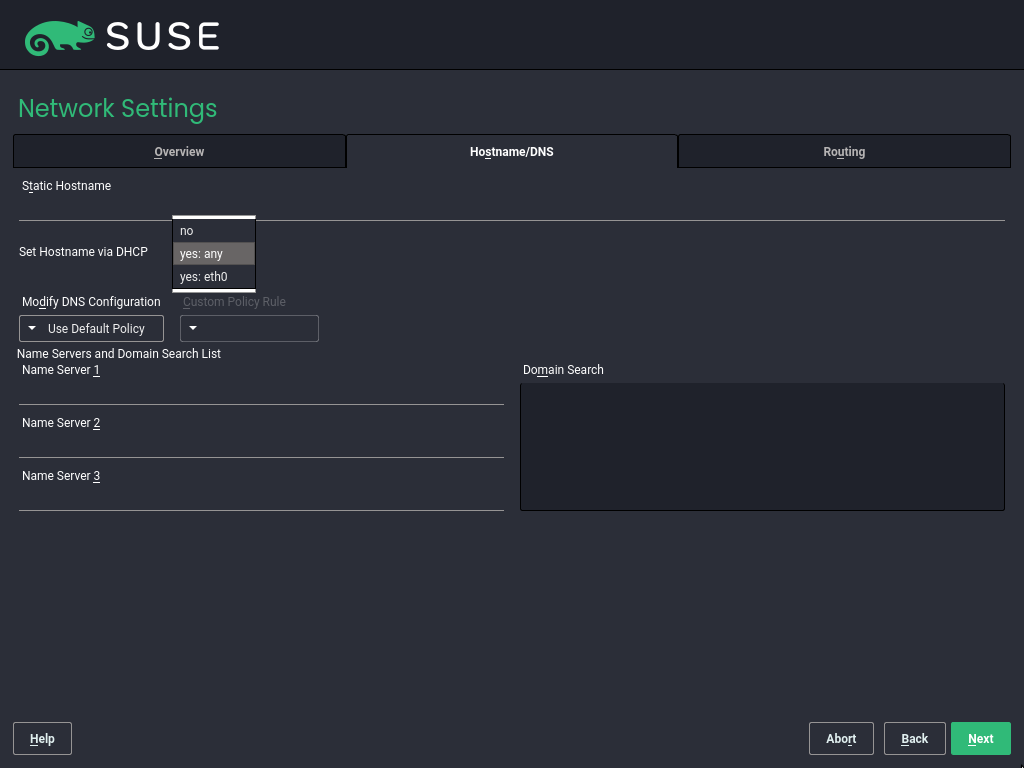 SUSE
Network Settings
Overview Hostname/DNS Routing
Static Hostname
no
Set Hostname via DHCP yes: any
yes: eth0
Modify DNS Configuration Custom Policy Rule
Use Default Policy
Name Servers and Domain Search List
Name Server 1 Domain Search
Name Server 2
Name Server 3
Help Abort Back Next